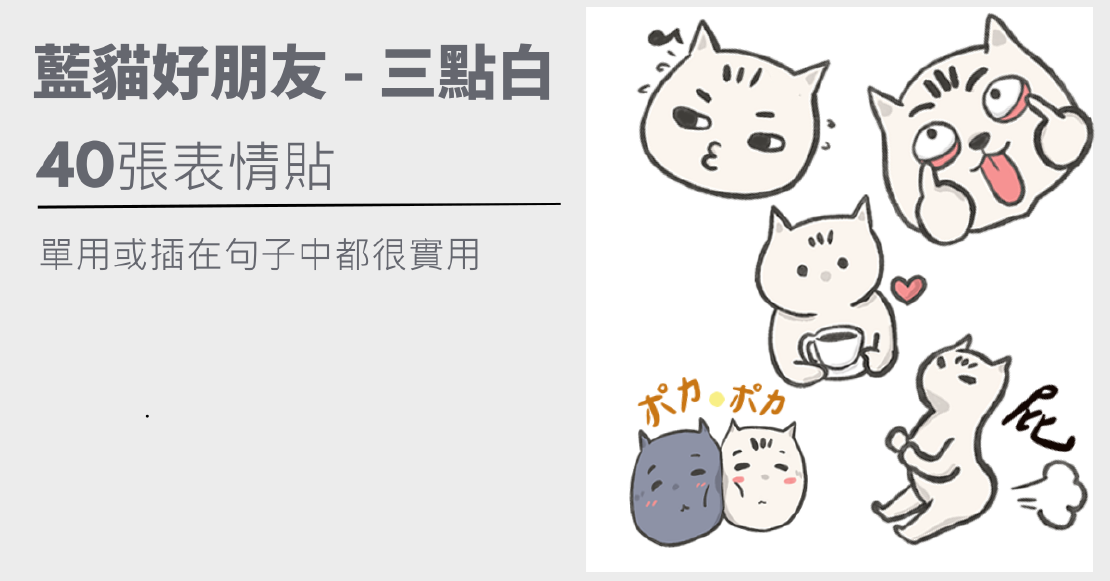 藍貓好朋友 - 三點白
40張表情貼
單用或插在句子中都很實用
ポカ・ポカ
屁